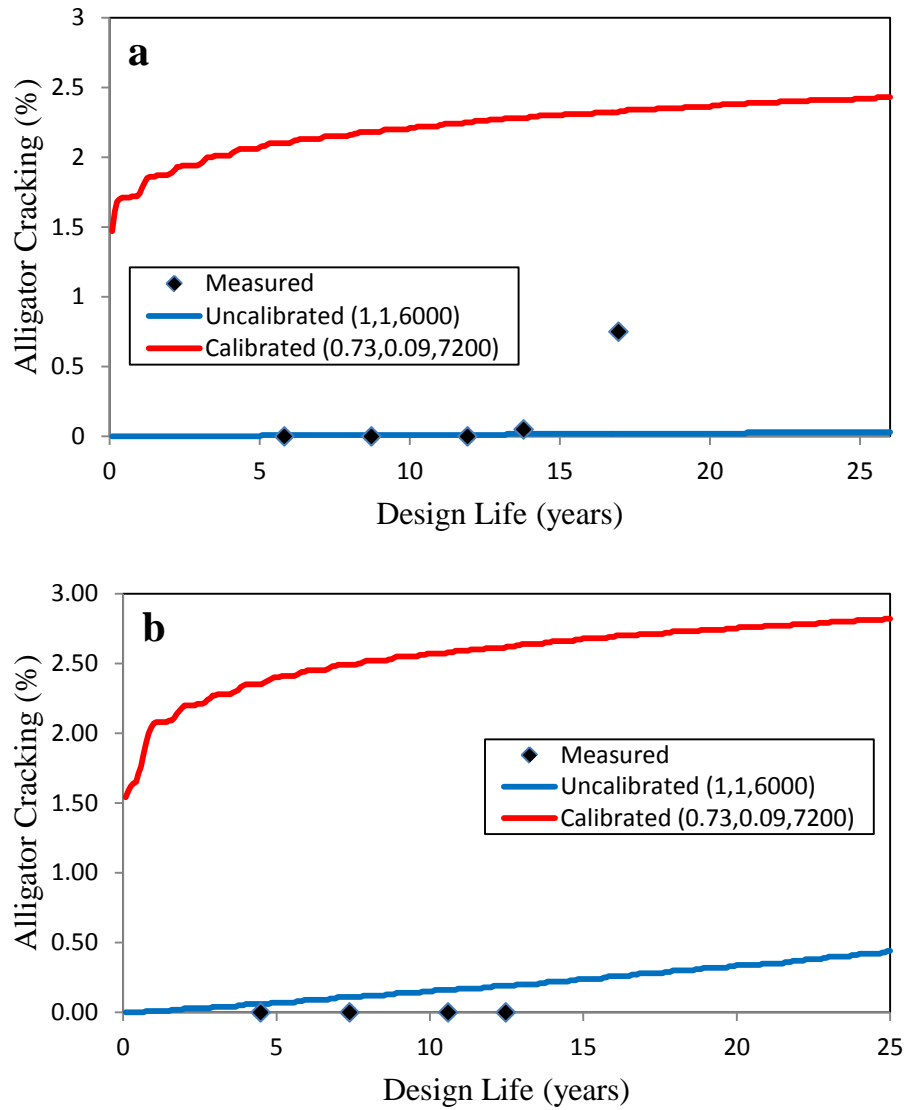 a
Alligator Cracking (%)
3
2.5
2
1.5
1
0.5
0
Measured
Uncalibrated (1,1,6000)
Calibrated (0.73,0.09,7200)
0 5 10 15 20 25
Design Life (years)
b
Alligator Cracking (%)
3.00
2.50
2.00
1.50
1.00
0.50
0.00
Measured
Uncalibrated (1,1,6000)
Calibrated (0.73,0.09,7200)
0 5 10 15 20 25
Design Life (years)